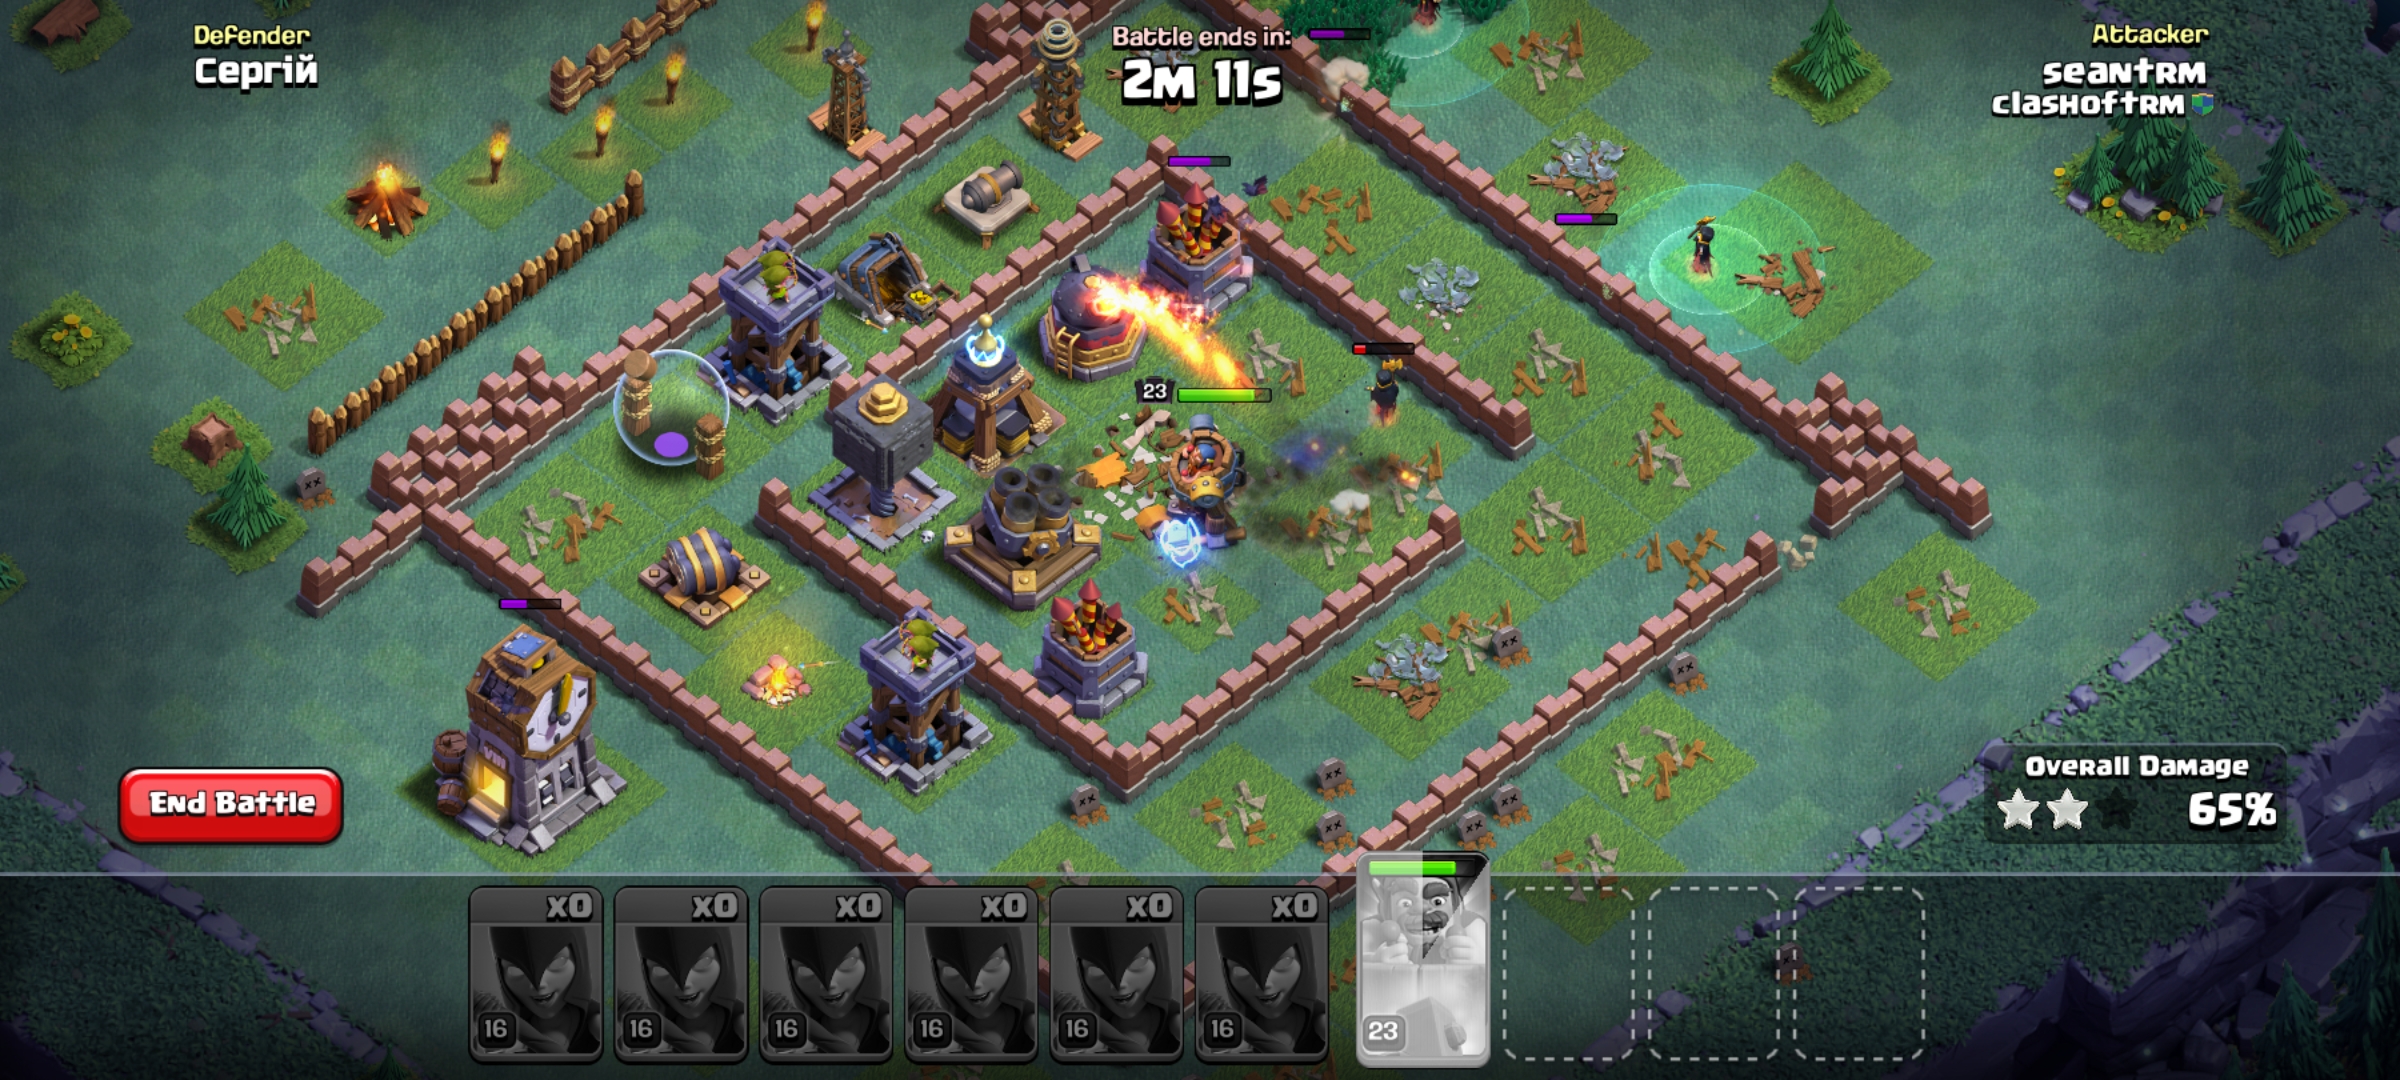 Defender
Сергій
Battle ends in:
2m 11s
Attacker
seantrm
clashoftrm
23
End Battle
Overall Damage
65%
x0
x0
x0
x0
x0
x0
16
16
16
16
16
16
23